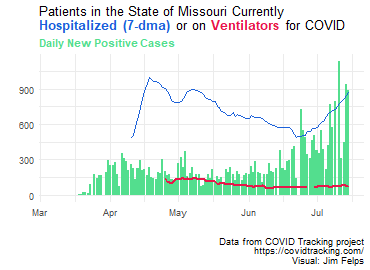 Patients in the State of Missouri Currently
Hospitalized (7-dma) or on Ventilators for COVID
Daily New Positive Cases
900
600
300
0
Mar Apr May Jun Jul
Data from COVID Tracking project
https://covidtracking.com/
Visual: Jim Felps